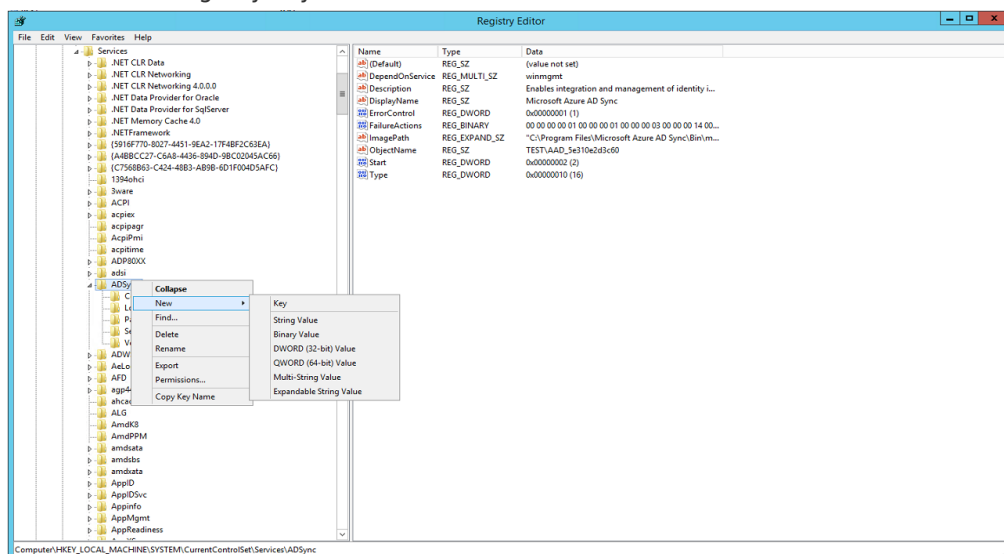 Registry Editor
File Edit View Favorites Help
Services
.NET CLR Data
.NET CLR Networking
.NET CLR Networking 4.0.0.0
.NET Data Provider for Oracle
.NET Data Provider for SqlServer
.NET Memory Cache 4.0
.NETFramework
{5916F770-8027-4451-9EA2-17F4BF2C63EA}
{A4BBCC27-C6A8-4436-894D-9BC02045AC66}
{C7568B63-C424-48B3-AB9B-6D1F004D5AFC}
1394ohci
3ware
ACPI
acpiex
acpipagr
AcpiPmi
acpitime
ADP80XX
adsi
ADSy
ADW
AeLo
AFD
agp4
ahca
ALG
AmdK8
AmdPPM
amdsata
amdsbs
amdxata
AppID
AppIDSvc
Appinfo
AppMgmt
AppReadiness
Collapse
New
Find...
Delete
Rename
Export
Permissions...
Copy Key Name
Key
String Value
Binary Value
DWORD (32-bit) Value
QWORD (64-bit) Value
Multi-String Value
Expandable String Value
Name Type Data
(Default) REG_SZ (value not set)
DependOnService REG_MULTI_SZ winmgmt
Description REG_SZ Enables integration and management of identity i...
DisplayName REG_SZ Microsoft Azure AD Sync
ErrorControl REG_DWORD 0x00000001 (1)
FailureActions REG_BINARY 00 00 00 00 01 00 00 00 01 00 00 00 03 00 00 00 14 00...
ImagePath REG_EXPAND_SZ "C:\Program Files\Microsoft Azure AD Sync\Bin\m...
ObjectName REG_SZ TEST\AAD_5e310e2d3c60
Start REG_DWORD 0x00000002 (2)
Type REG_DWORD 0x00000010 (16)
Computer\HKEY_LOCAL_MACHINE\SYSTEM\CurrentControlSet\Services\ADSync